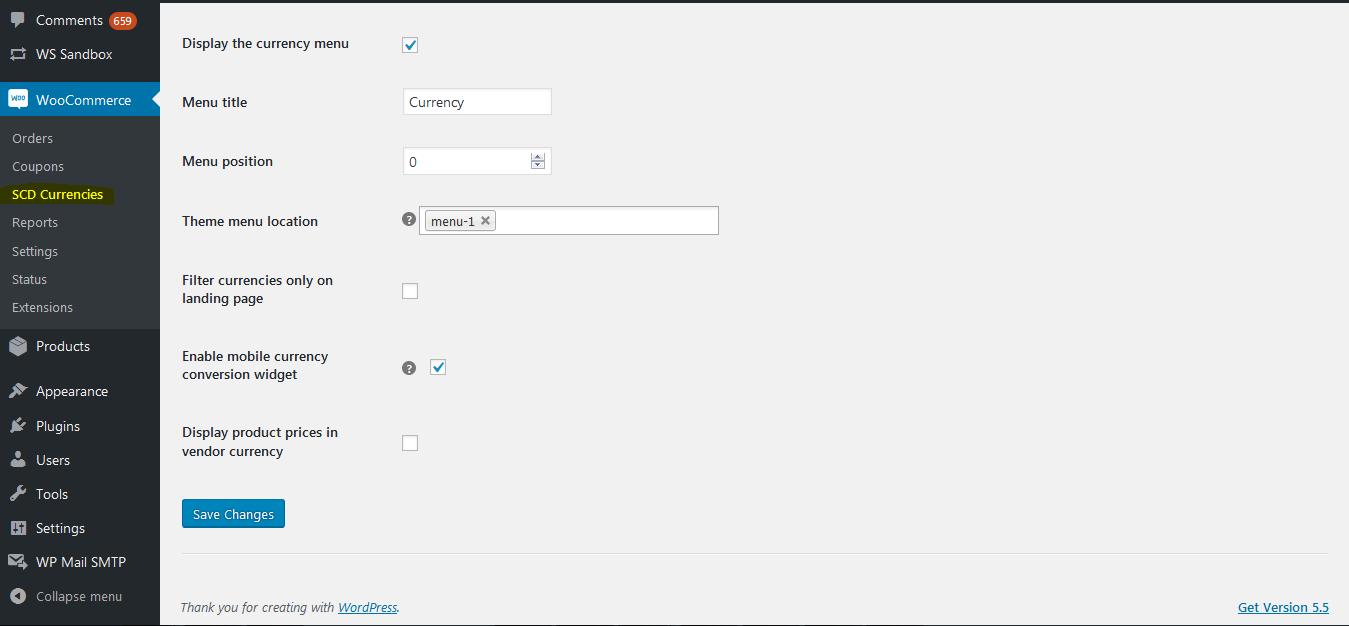 Comments 659
WS Sandbox
WOO WooCommerce
Orders
Coupons
SCD Currencies
Reports
Settings
Status
Extensions
Products
Appearance
Plugins
Users
Tools
Settings
WP Mail SMTP
Collapse menu
Display the currency menu
Menu title Currency
Menu position 0
Theme menu location ? menu-1 ×
Filter currencies only on
landing page
Enable mobile currency
conversion widget ?
Display product prices in
vendor currency
Save Changes
Thank you for creating with WordPress.
Get Version 5.5